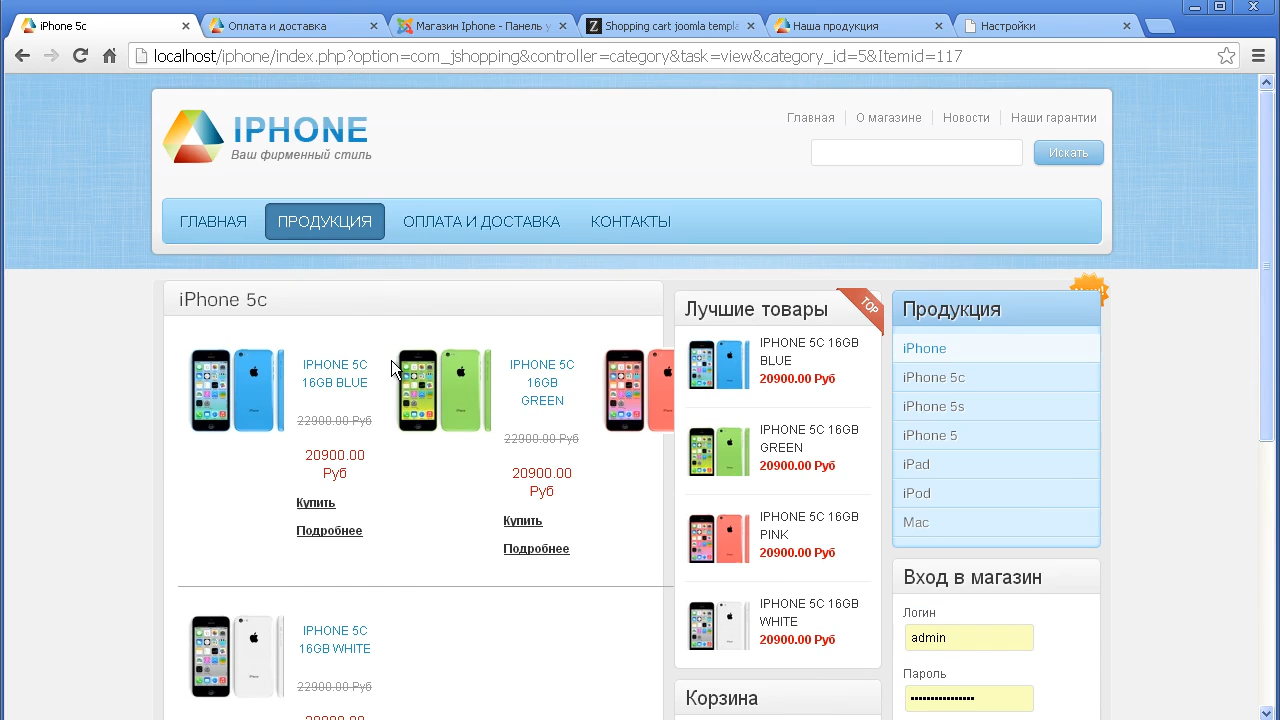 iPhone 5c
Оплата и доставка
Магазин Iphone - Панель у
Shopping cart joomla templa
Наша продукция
Настройки
localhost/iphone/index.php?option=com_jshopping&controller=category&task=view&category_id=5&Itemid=117
IPHONE
Ваш фирменный стиль
Главная
О магазине
Новости
Наши гарантии
Искать
ГЛАВНАЯ
ПРОДУКЦИЯ
ОПЛАТА И ДОСТАВКА
КОНТАКТЫ
iPhone 5c
IPHONE 5C
16GB BLUE
22900.00 Руб
20900.00
Руб
Купить
Подробнее
IPHONE 5C
16GB
GREEN
22900.00 Руб
20900.00
Руб
Купить
Подробнее
IPHONE 5C
16GB WHITE
22900.00 Руб
Лучшие товары
TOP
IPHONE 5C 16GB
BLUE
20900.00 Руб
IPHONE 5C 16GB
GREEN
20900.00 Руб
IPHONE 5C 16GB
PINK
20900.00 Руб
IPHONE 5C 16GB
WHITE
20900.00 Руб
Корзина
Продукция
iPhone
iPhone 5c
iPhone 5s
iPhone 5
iPad
iPod
Mac
Вход в магазин
Логин
admin
Пароль